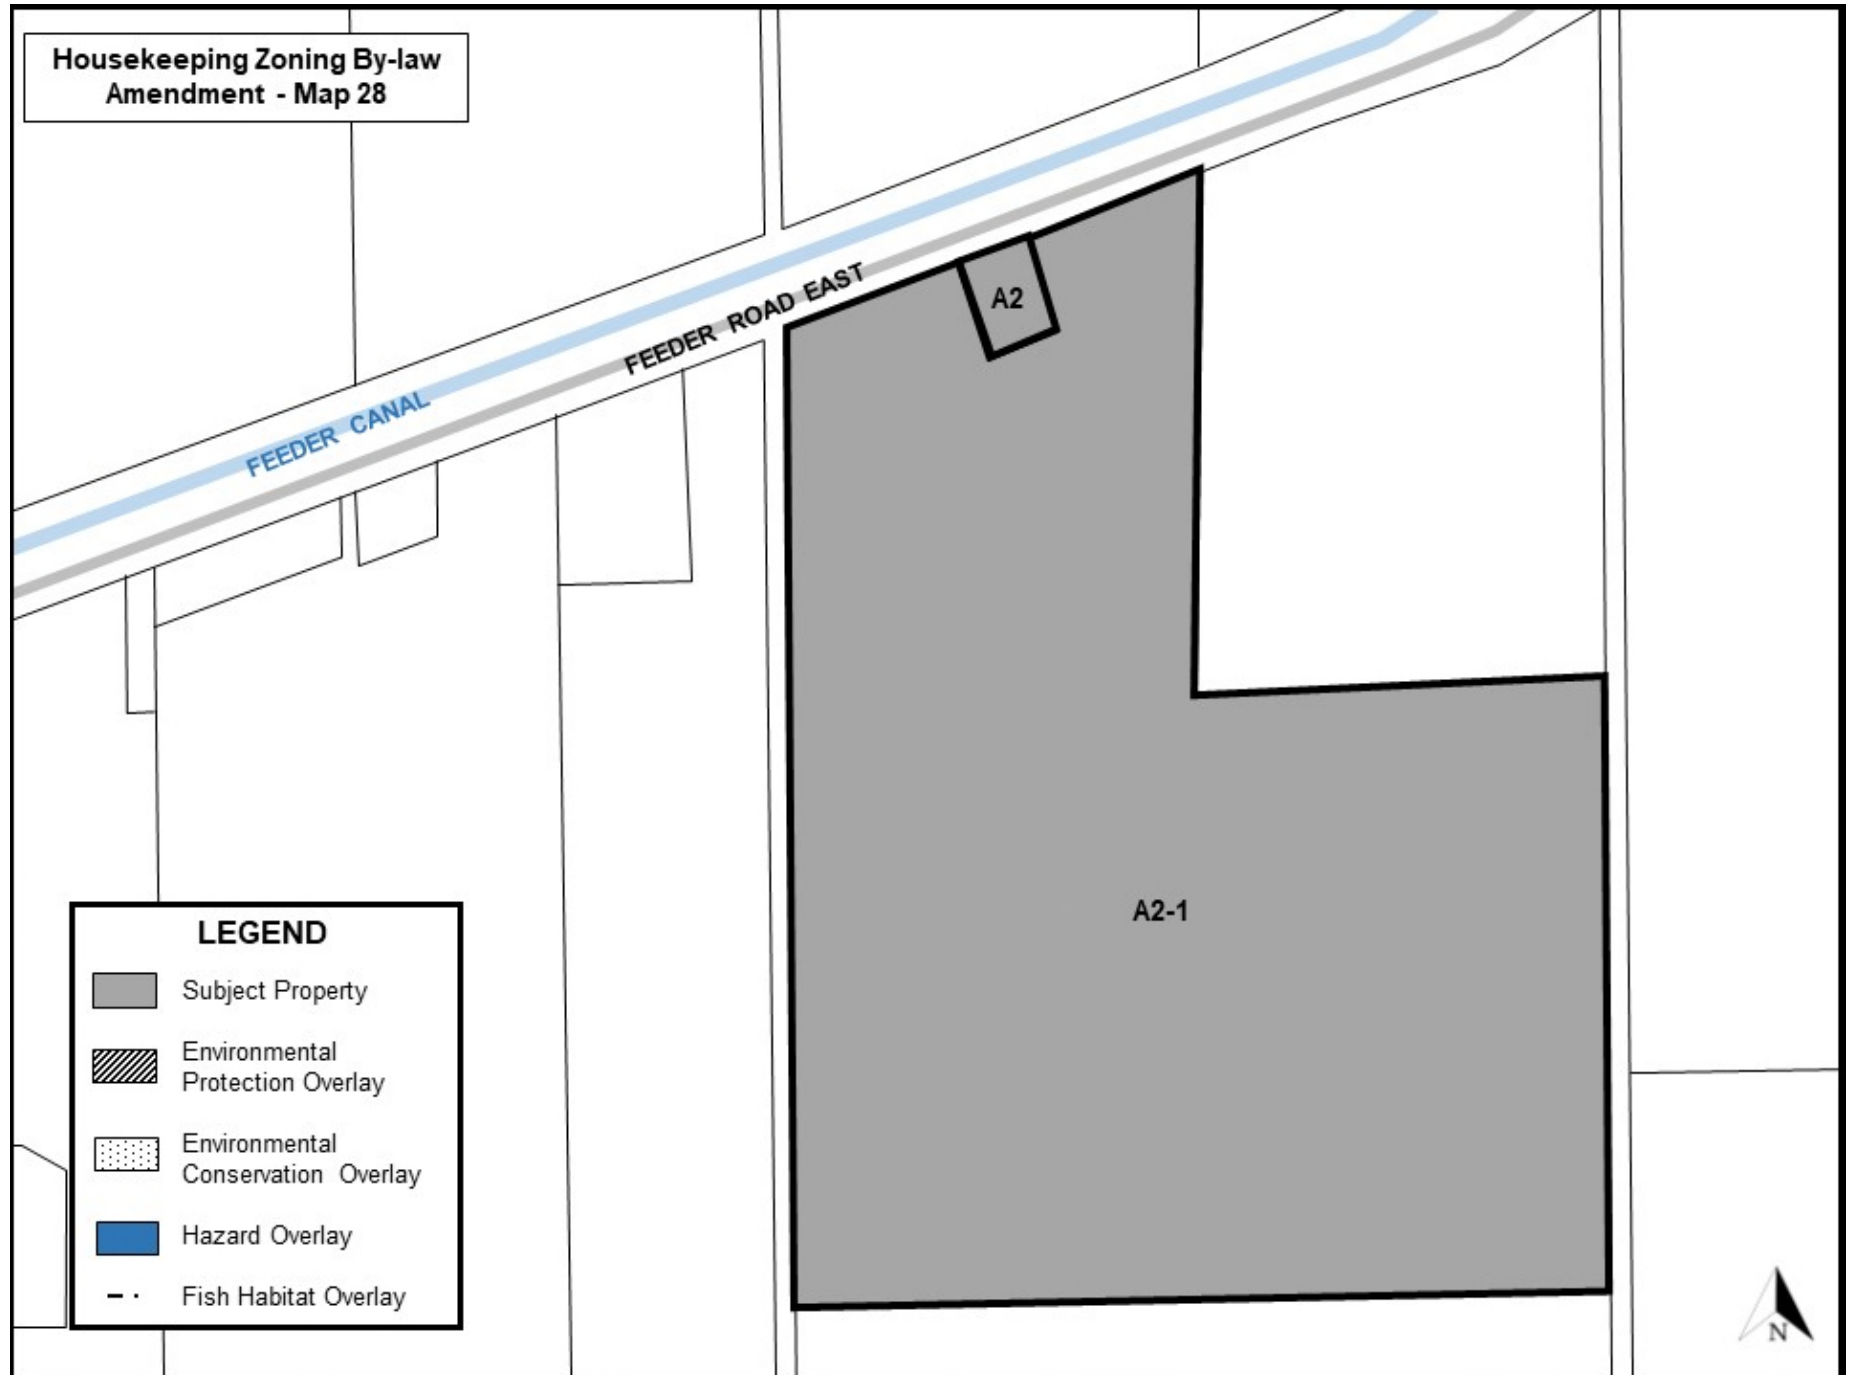 Housekeeping Zoning By-law
Amendment - Map 28
FEEDER CANAL
FEEDER ROAD EAST
A2
A2-1
LEGEND
Subject Property
Environmental
Protection Overlay
Environmental
Conservation Overlay
Hazard Overlay
Fish Habitat Overlay
N